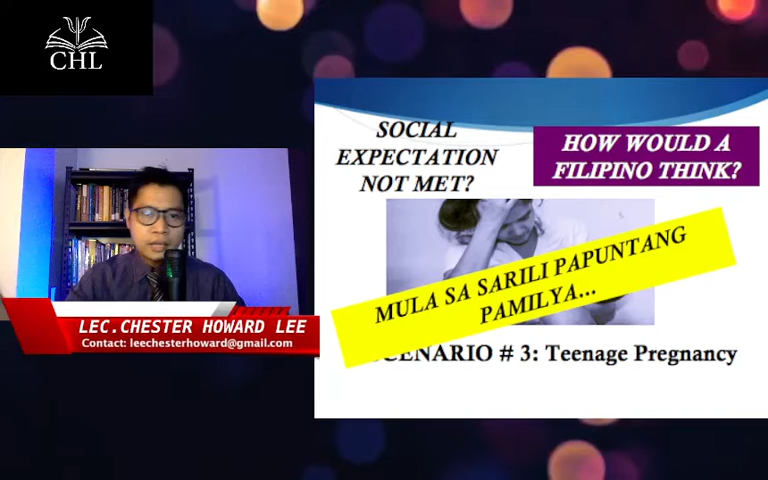 CHL
SOCIAL
EXPECTATION
NOT MET?
HOW WOULD A
FILIPINO THINK?
MULA SA SARILI PAPUNTANG
PAMILYA...
CENARIO # 3: Teenage Pregnancy
LEC.CHESTER HOWARD LEE
Contact: leechesterhoward@gmail.com